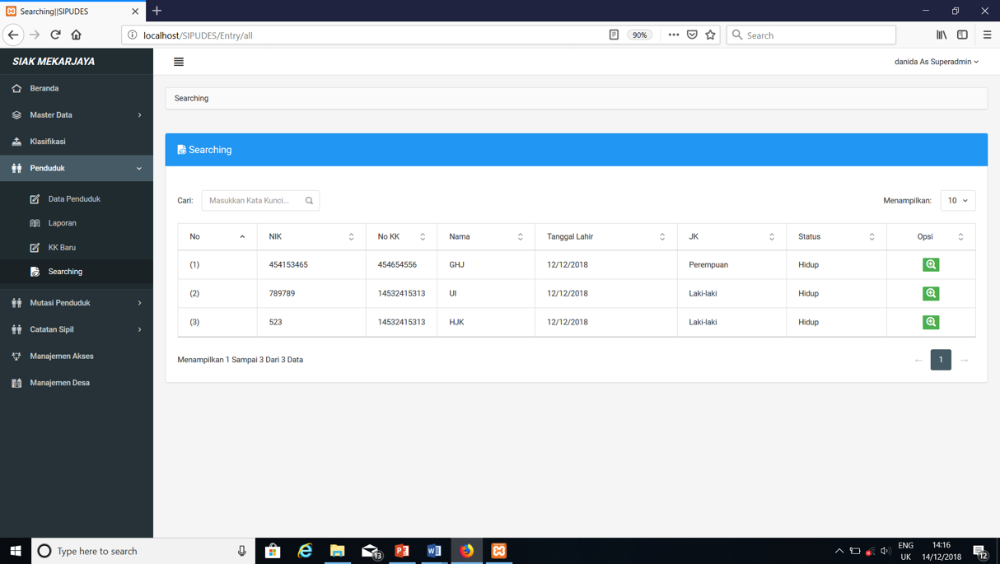 Searching||SIPUDES
localhost/SIPUDES/Entry/all
90%
Search
SIAK MEKARJAYA
danida As Superadmin
Beranda
Master Data
Klasifikasi
Penduduk
Data Penduduk
Laporan
KK Baru
Searching
Mutasi Penduduk
Catatan Sipil
Manajemen Akses
Manajemen Desa
Searching
Searching
Cari: Masukkan Kata Kunci...
Menampilkan: 10
No NIK No KK Nama Tanggal Lahir JK Status Opsi
(1) 454153465 454654556 GHJ 12/12/2018 Perempuan Hidup
(2) 789789 14532415313 UI 12/12/2018 Laki-laki Hidup
(3) 523 14532415313 HJK 12/12/2018 Laki-laki Hidup
Menampilkan 1 Sampai 3 Dari 3 Data
← 1 →
Type here to search
13
ENG
UK
14:16
14/12/2018
12